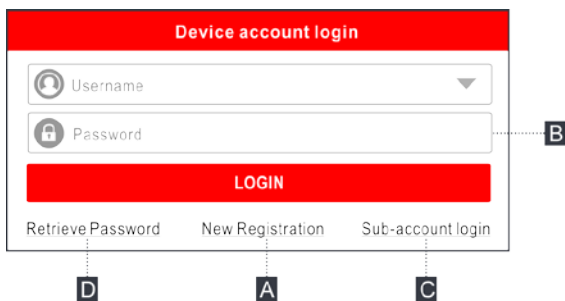 Device account login
Username
Password
B
LOGIN
Retrieve Password New Registration Sub-account login
D A C